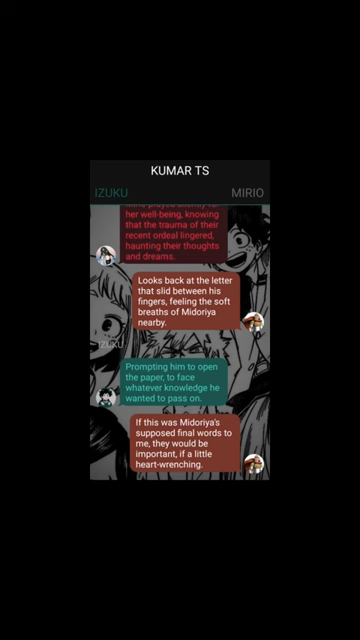 KUMAR TS
IZUKU
MIRIO
her well-being, knowing
that the trauma of their
recent ordeal lingered,
haunting their thoughts
and dreams.
Looks back at the letter
that slid between his
fingers, feeling the soft
breaths of Midoriya
nearby.
IZUKU
Prompting him to open
the paper, to face
whatever knowledge he
wanted to pass on.
If this was Midoriya's
supposed final words to
me, they would be
important, if a little
heart-wrenching.